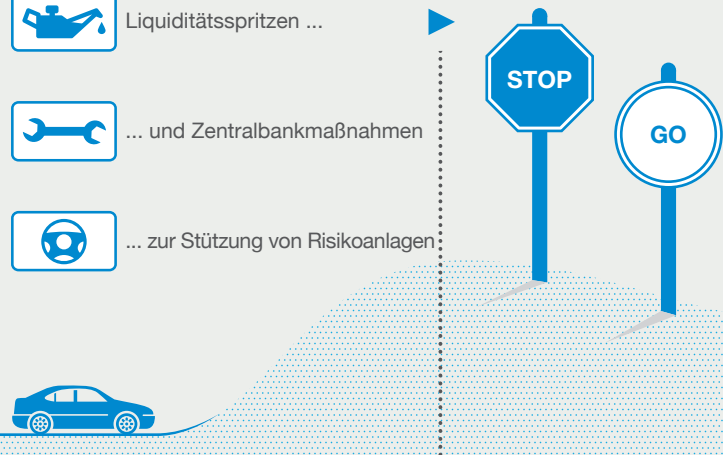 Liquiditätsspritzen ...
... und Zentralbankmaßnahmen
... zur Stützung von Risikoanlagen
STOP
GO